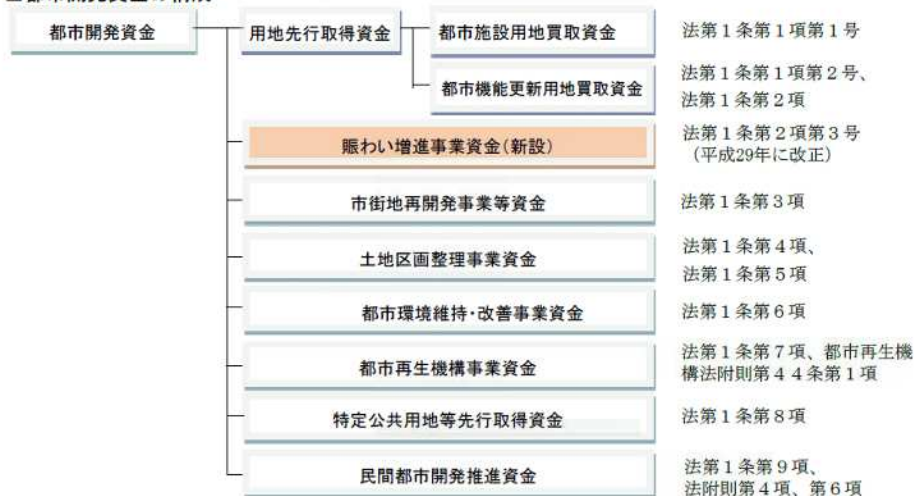 都市開発資金
用地先行取得資金
都市施設用地買取資金
法第1条第1項第1号
都市機能更新用地買取資金
法第1条第1項第2号、
法第1条第2項
賑わい増進事業資金(新設)
法第1条第2項第3号
（平成29年に改正）
市街地再開発事業等資金
法第1条第3項
土地区画整理事業資金
法第1条第4項、
法第1条第5項
都市環境維持・改善事業資金
法第1条第6項
都市再生機構事業資金
法第1条第7項、都市再生機
構法附則第44条第1項
特定公共用地等先行取得資金
法第1条第8項
民間都市開発推進資金
法第1条第9項、
法附則第4項、第6項